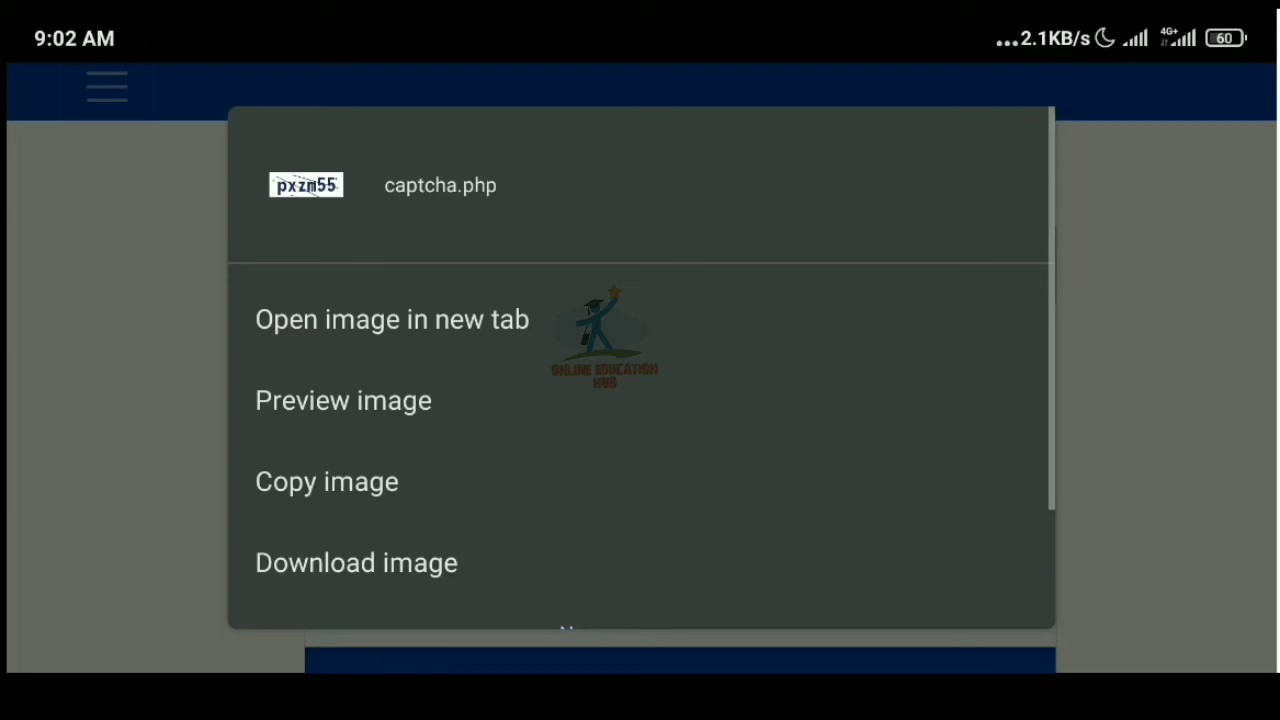 9:02 AM
...2.1KB/s 4G+ 60
pxzm55 captcha.php
Open image in new tab
ONLINE EDUCATION
HUB
Preview image
Copy image
Download image